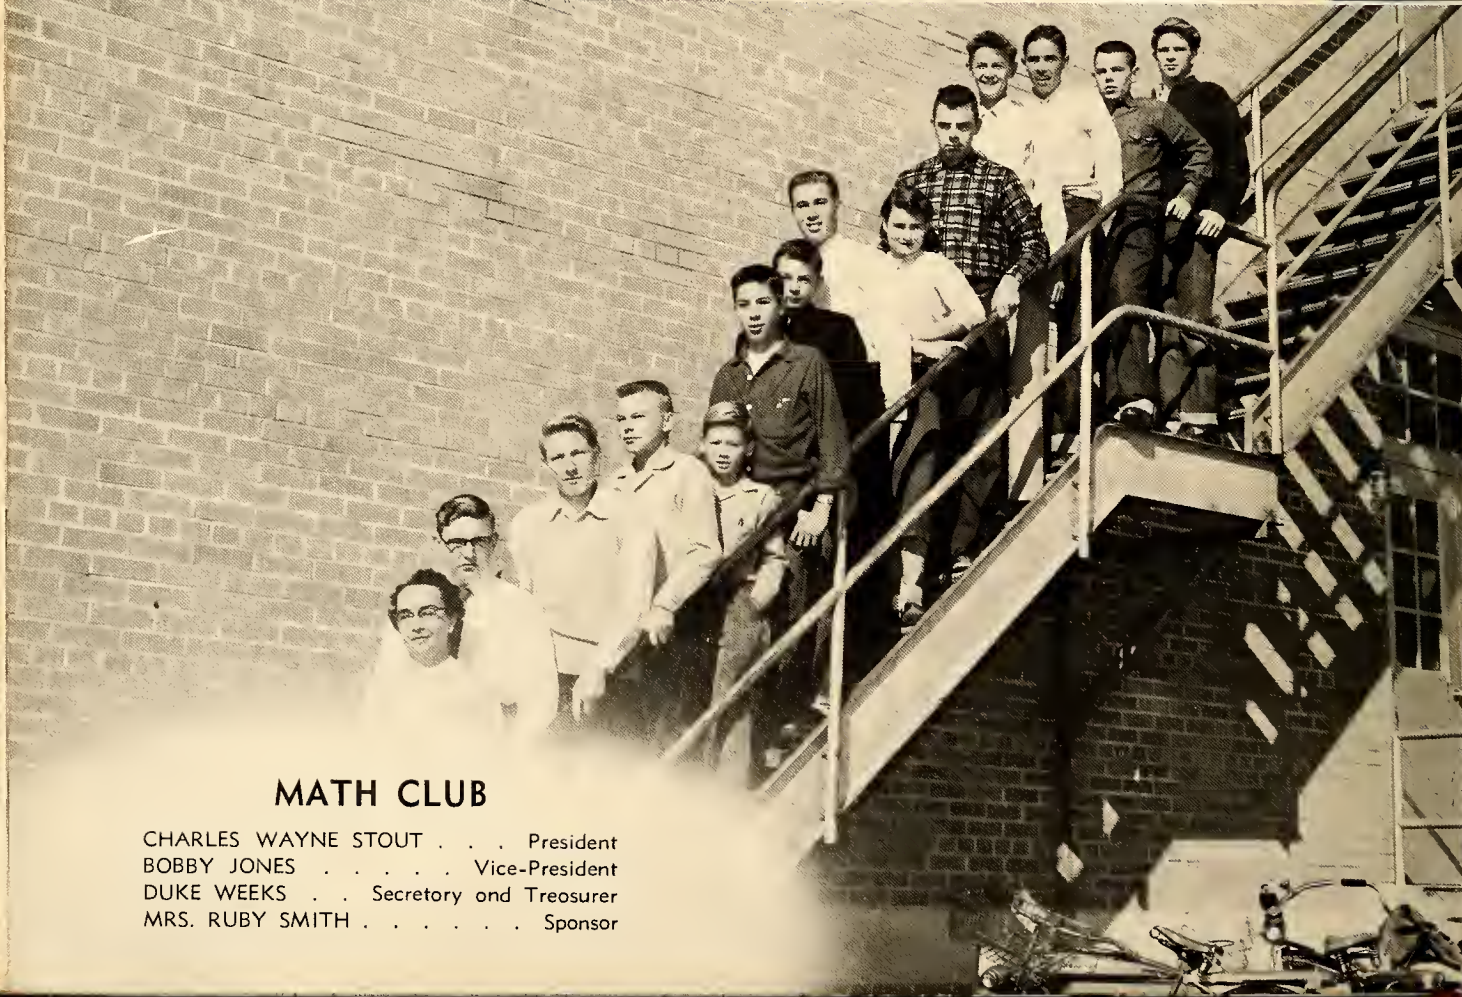 MATH CLUB
CHARLES WAYNE STOUT . . . President
BOBBY JONES . . . . . Vice-President
DUKE WEEKS . . Secretory ond Treosurer
MRS. RUBY SMITH . . . . . . Sponsor